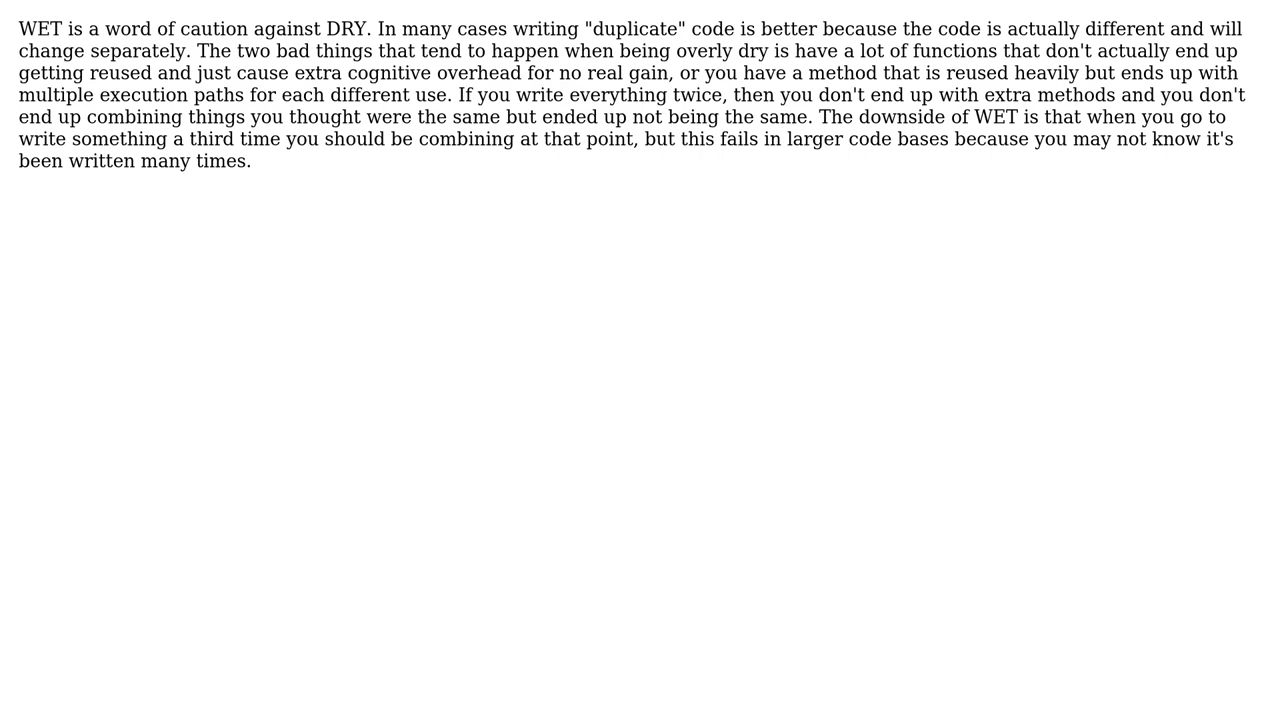 WET is a word of caution against DRY. In many cases writing "duplicate" code is better because the code is actually different and will
change separately. The two bad things that tend to happen when being overly dry is have a lot of functions that don't actually end up
getting reused and just cause extra cognitive overhead for no real gain, or you have a method that is reused heavily but ends up with
multiple execution paths for each different use. If you write everything twice, then you don't end up with extra methods and you don't
end up combining things you thought were the same but ended up not being the same. The downside of WET is that when you go to
write something a third time you should be combining at that point, but this fails in larger code bases because you may not know it's
been written many times.